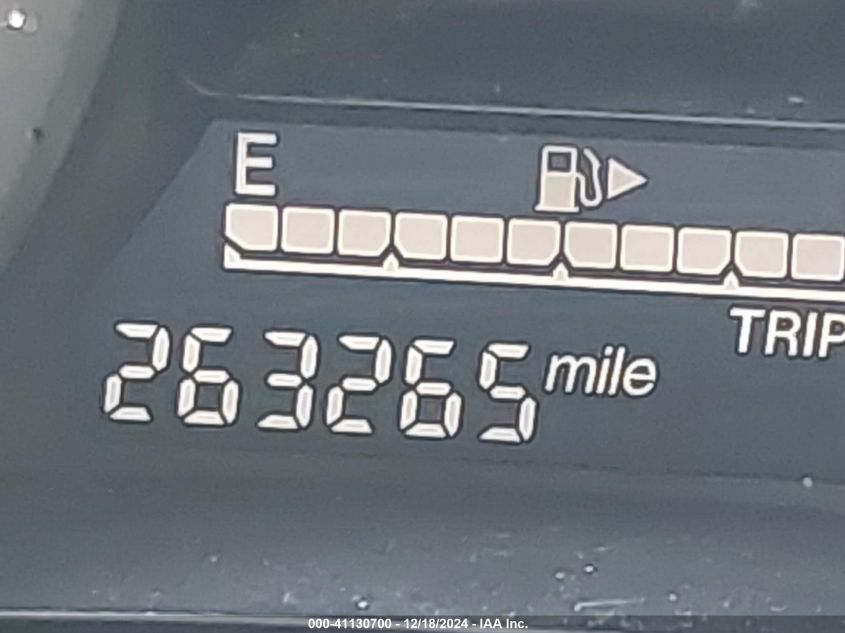 E
263265 mile
TRIP
000-41130700 - 12/18/2024 - IAA Inc.